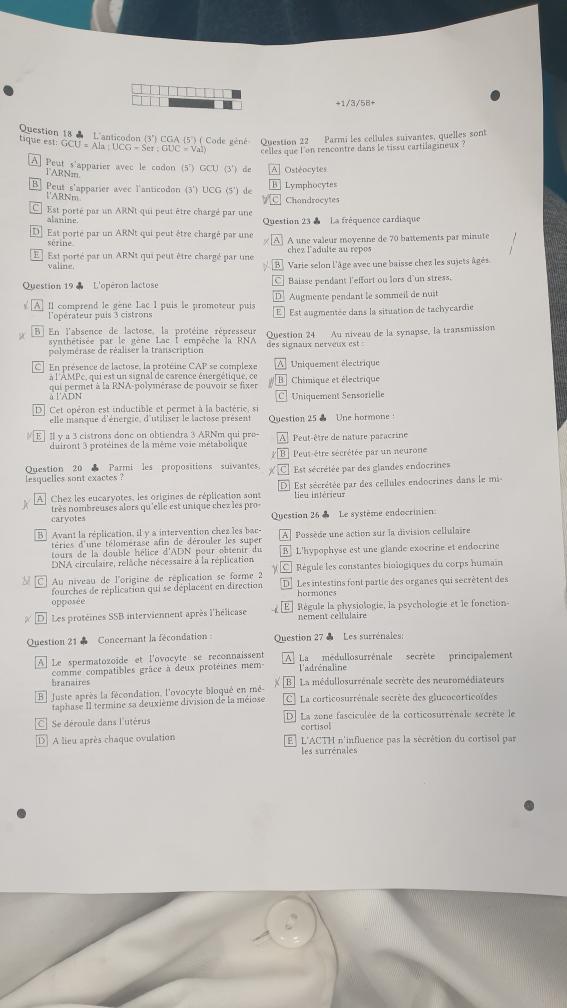 +1/3/58+
Question 18 ♣ L'anticodon (3') CGA (5') ( Code géné-
tique est: GCU = Ala ; UCG = Ser ; GUC = Val)
A Peut s'apparier avec le codon (5') GCU (3') de
l'ARNm.
B Peut s'apparier avec l'anticodon (3') UCG (5') de
l'ARNm.
C Est porté par un ARNt qui peut être chargé par une
alanine.
D Est porté par un ARNt qui peut être chargé par une
sérine.
E Est porté par un ARNt qui peut être chargé par une
valine.
Question 19 ♣ L'opéron lactose
A Il comprend le gène Lac I puis le promoteur puis
l'opérateur puis 3 cistrons
B En l'absence de lactose, la protéine répresseur
synthétisée par le gène Lac I empêche la RNA
polymérase de réaliser la transcription
C En présence de lactose, la protéine CAP se complexe
à l'AMPc, qui est un signal de carence énergétique, ce
qui permet à la RNA-polymérase de pouvoir se fixer
à l'ADN
D Cet opéron est inductible et permet à la bactérie, si
elle manque d'énergie, d'utiliser le lactose présent
E Il y a 3 cistrons donc on obtiendra 3 ARNm qui pro-
duiront 3 protéines de la même voie métabolique
Question 20 ♣ Parmi les propositions suivantes,
lesquelles sont exactes ?
A Chez les eucaryotes, les origines de réplication sont
très nombreuses alors qu'elle est unique chez les pro-
caryotes
B Avant la réplication, il y a intervention chez les bac-
téries d'une télomérase afin de dérouler les super
tours de la double hélice d'ADN pour obtenir du
DNA circulaire, relâché nécessaire à la réplication
C Au niveau de l'origine de réplication se forme 2
fourches de réplication qui se déplacent en direction
opposée
D Les protéines SSB interviennent après l'hélicase
Question 21 ♣ Concernant la fécondation :
A Le spermatozoïde et l'ovocyte se reconnaissent
comme compatibles grâce à deux protéines mem-
branaires
B Juste après la fécondation, l'ovocyte bloqué en mé-
taphase II termine sa deuxième division de la méiose
C Se déroule dans l'utérus
D A lieu après chaque ovulation
Question 22 Parmi les cellules suivantes, quelles sont
celles que l'on rencontre dans le tissu cartilagineux ?
A Ostéocytes
B Lymphocytes
C Chondrocytes
Question 23 ♣ La fréquence cardiaque
A A une valeur moyenne de 70 battements par minute
chez l'adulte au repos
B Varie selon l'âge avec une baisse chez les sujets âgés.
C Baisse pendant l'effort ou lors d'un stress.
D Augmente pendant le sommeil de nuit
E Est augmentée dans la situation de tachycardie
Question 24 Au niveau de la synapse, la transmission
des signaux nerveux est :
A Uniquement électrique
B Chimique et électrique
C Uniquement Sensorielle
Question 25 ♣ Une hormone :
A Peut-être de nature paracrine
B Peut-être sécrétée par un neurone
C Est sécrétée par des glandes endocrines
D Est sécrétée par des cellules endocrines dans le mi-
lieu intérieur
Question 26 ♣ Le système endocrinien:
A Possède une action sur la division cellulaire
B L'hypophyse est une glande exocrine et endocrine
C Régule les constantes biologiques du corps humain
D Les intestins font partie des organes qui secrètent des
hormones
E Régule la physiologie, la psychologie et le fonction-
nement cellulaire
Question 27 ♣ Les surrénales:
A La médullosurrénale secrète principalement
l'adrénaline
B La médullosurrénale secrète des neuromédiateurs
C La corticosurrénale secrète des glucocorticoïdes
D La zone fasciculée de la corticosurrénale secrète le
cortisol
E L'ACTH n'influence pas la sécrétion du cortisol par
les surrénales